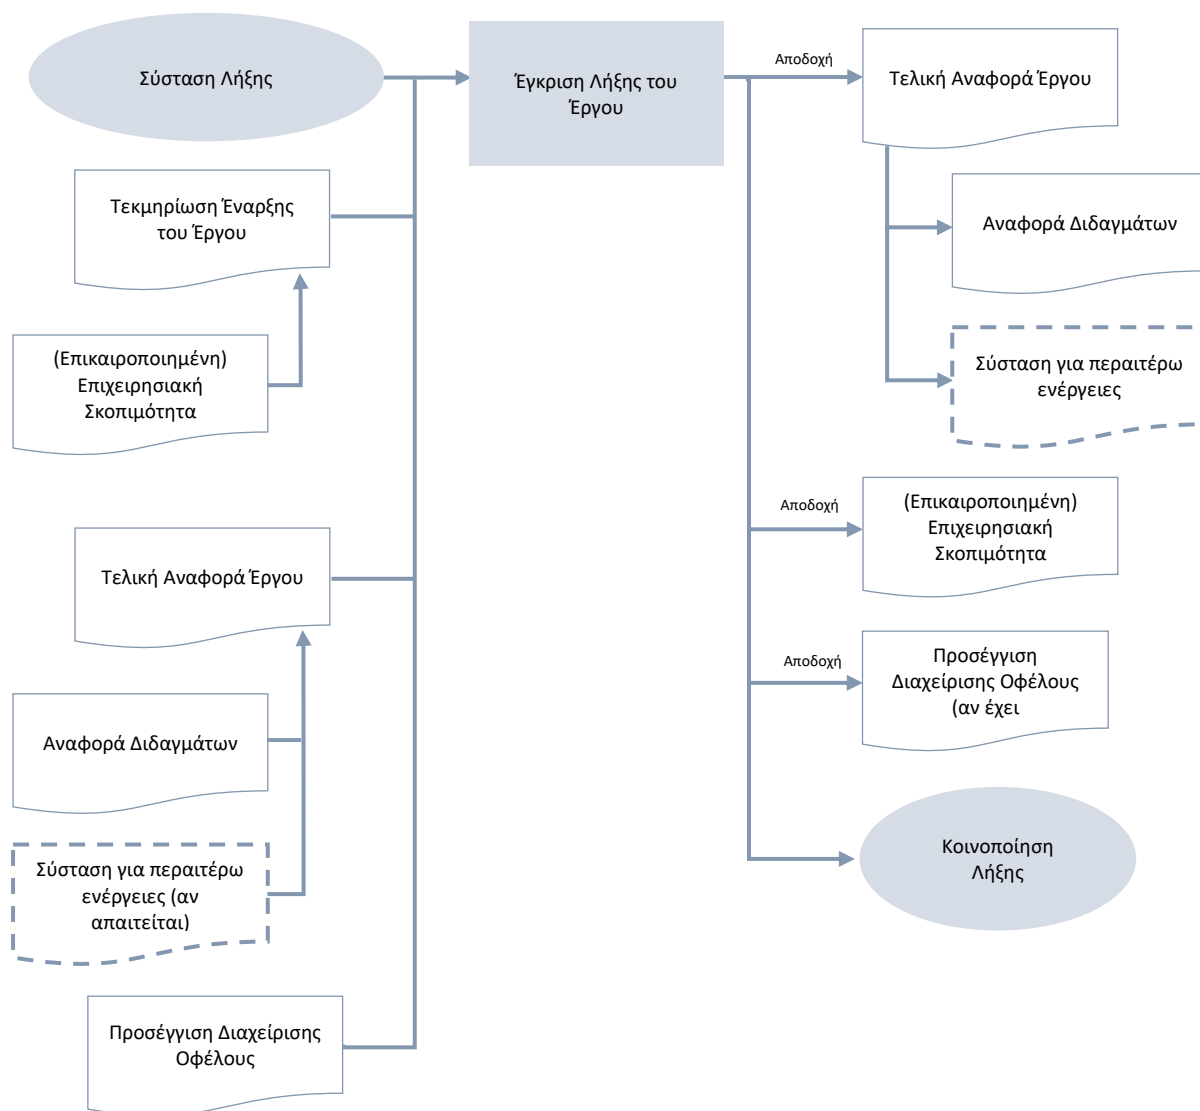 Σύσταση Λήξης
Έγκριση Λήξης του
Έργου
Αποδοχή
Τελική Αναφορά Έργου
Τεκμηρίωση Έναρξης
του Έργου
Αναφορά Διδαγμάτων
(Επικαιροποιημένη)
Επιχειρησιακή
Σκοπιμότητα
Σύσταση για περαιτέρω
ενέργειες
Αποδοχή
(Επικαιροποιημένη)
Επιχειρησιακή
Σκοπιμότητα
Τελική Αναφορά Έργου
Αποδοχή
Προσέγγιση
Διαχείρισης Οφέλους
(αν έχει
Αναφορά Διδαγμάτων
Κοινοποίηση
Λήξης
Σύσταση για περαιτέρω
ενέργειες (αν
απαιτείται)
Προσέγγιση Διαχείρισης
Οφέλους